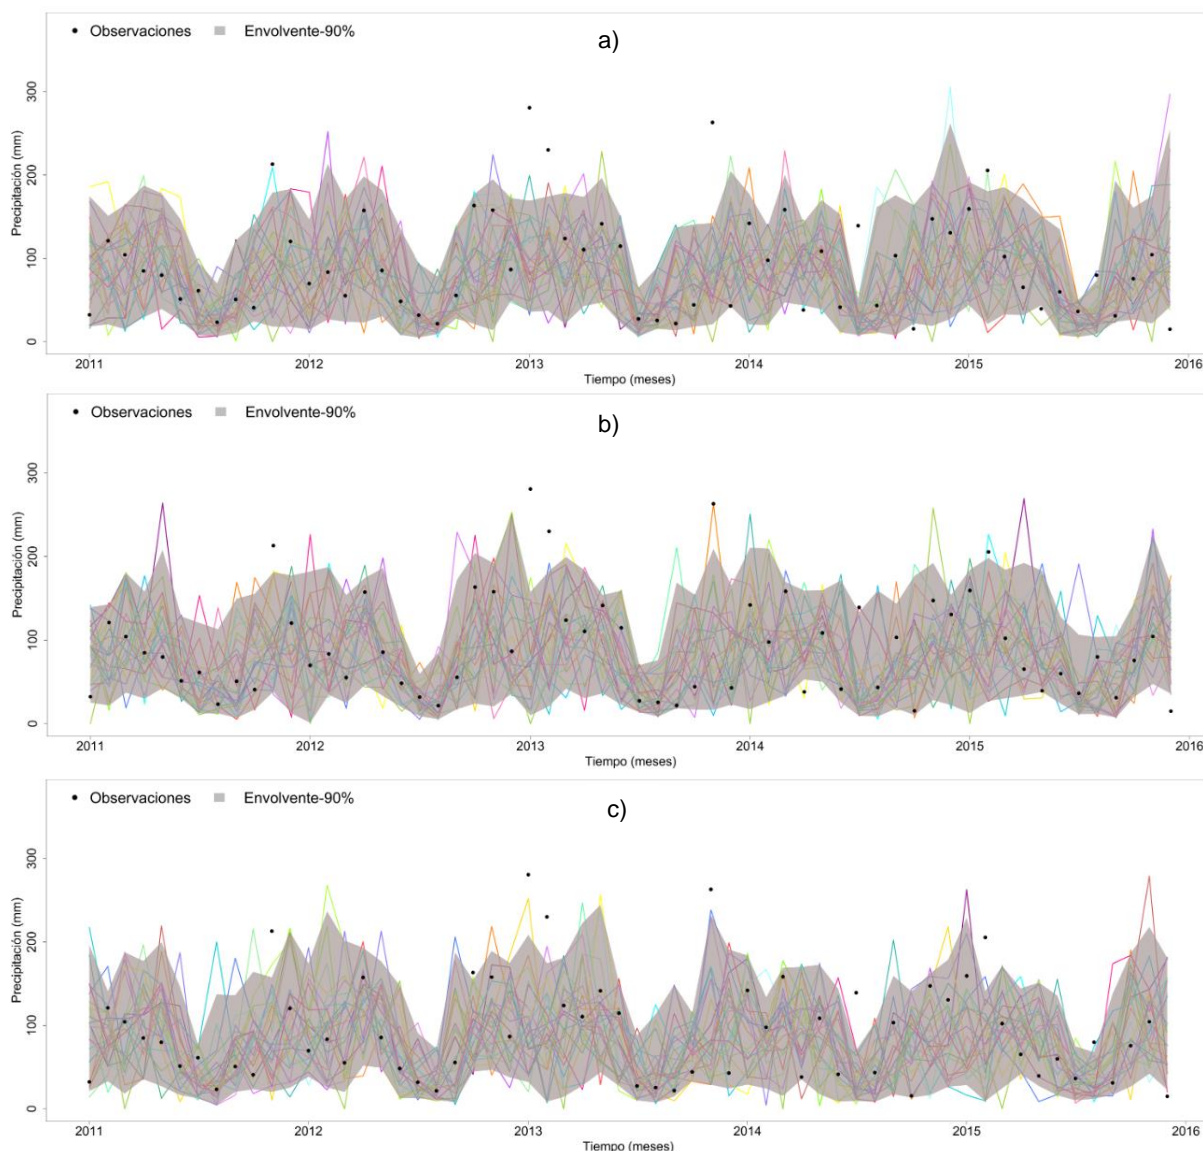 Observaciones Envolvente-90%
a)
Precipitación (mm)
300
200
100
0
2011 2012 2013 2014 2015 2016
Tiempo (meses)
Observaciones Envolvente-90%
b)
Precipitación (mm)
300
200
100
0
2011 2012 2013 2014 2015 2016
Tiempo (meses)
Observaciones Envolvente-90%
c)
Precipitación (mm)
300
200
100
0
2011 2012 2013 2014 2015 2016
Tiempo (meses)